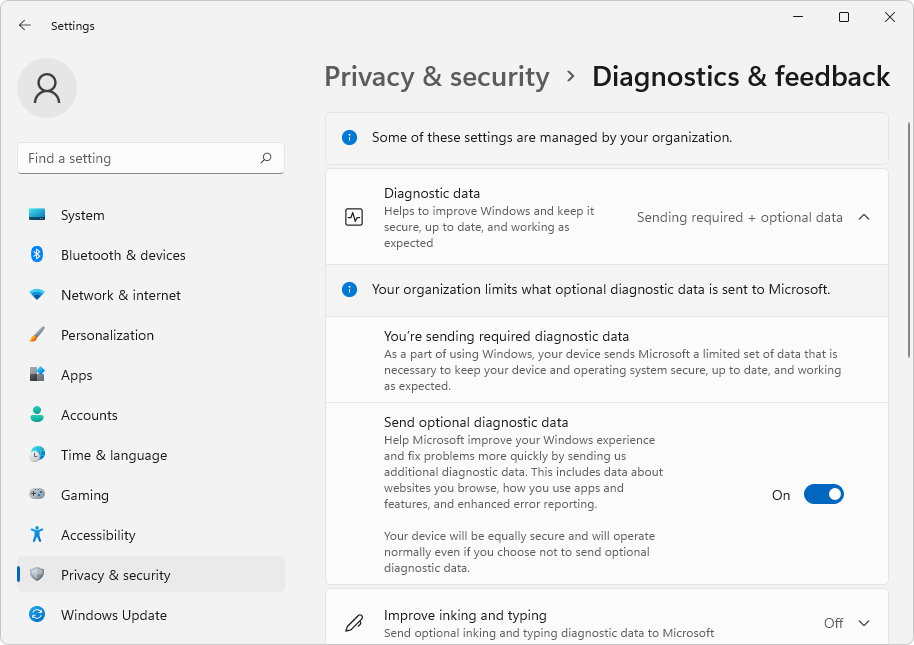 Settings
Privacy & security › Diagnostics & feedback
Find a setting
System
Bluetooth & devices
Network & internet
Personalization
Apps
Accounts
Time & language
Gaming
Accessibility
Privacy & security
Windows Update
Some of these settings are managed by your organization.
Diagnostic data
Helps to improve Windows and keep it
secure, up to date, and working as
expected
Sending required + optional data
Your organization limits what optional diagnostic data is sent to Microsoft.
You’re sending required diagnostic data
As a part of using Windows, your device sends Microsoft a limited set of data that is
necessary to keep your device and operating system secure, up to date, and working
as expected.
Send optional diagnostic data
Help Microsoft improve your Windows experience
and fix problems more quickly by sending us
additional diagnostic data. This includes data about
websites you browse, how you use apps and
features, and enhanced error reporting.
Your device will be equally secure and will operate
normally even if you choose not to send optional
diagnostic data.
On
Improve inking and typing
Send optional inking and typing diagnostic data to Microsoft
Off